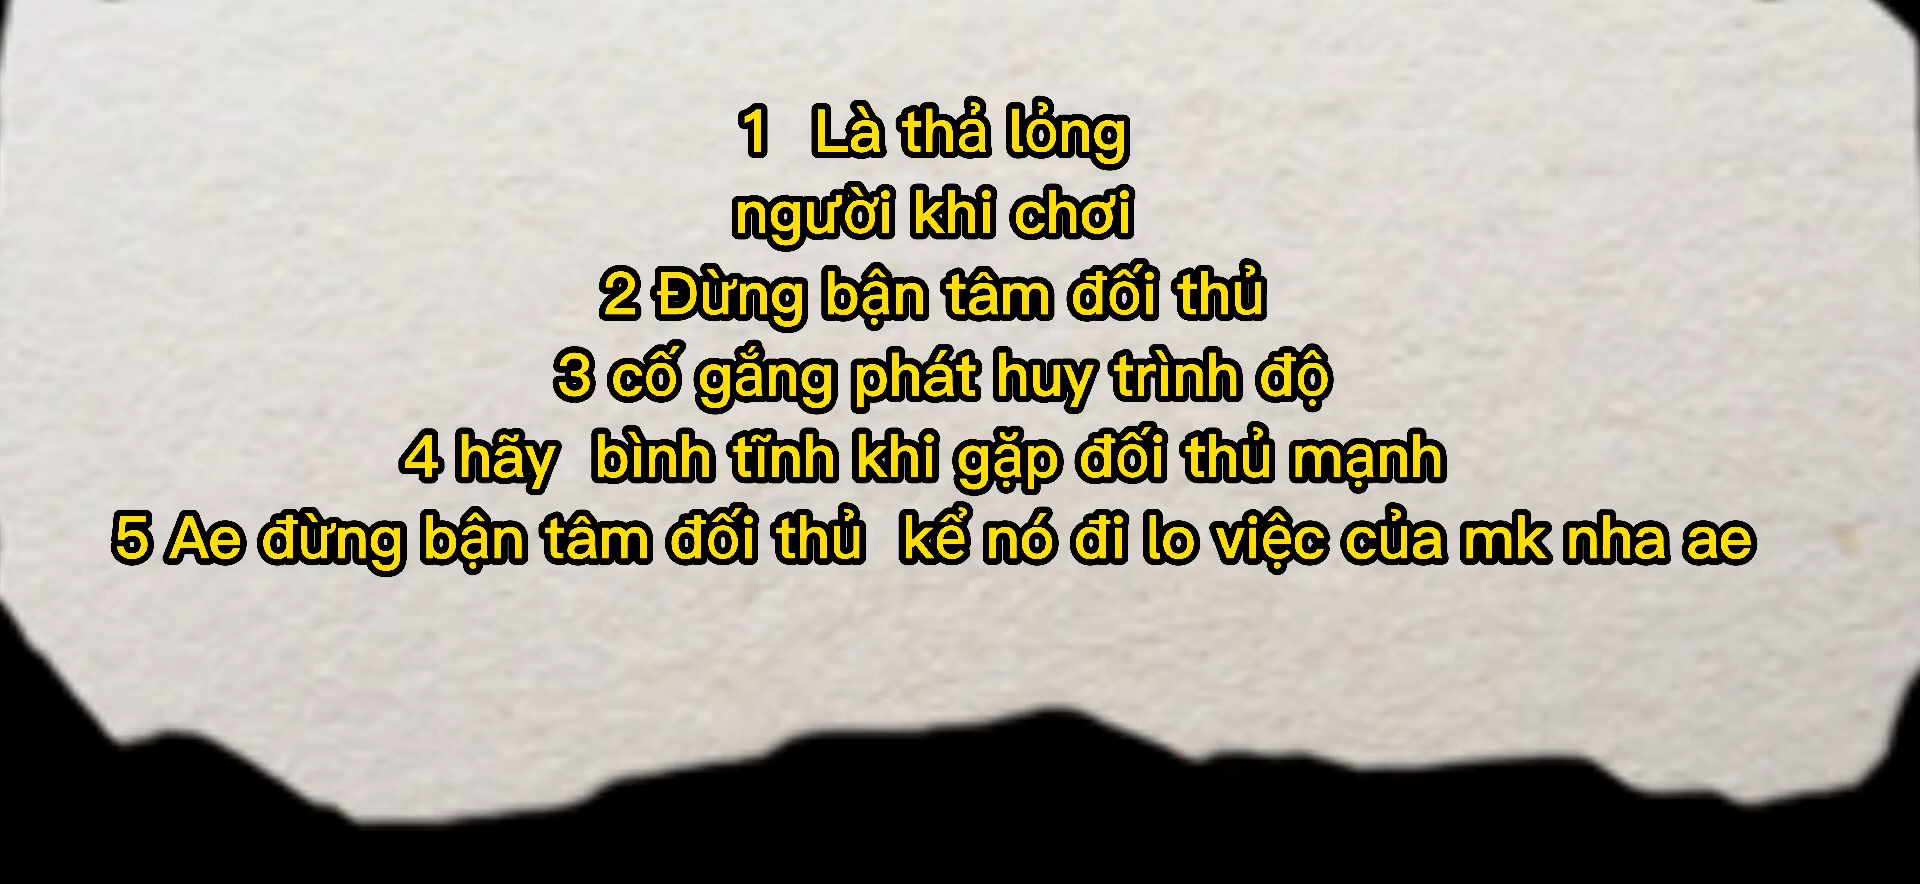 1 Là thả lỏng
người khi chơi
2 Đừng bận tâm đối thủ
3 cố gắng phát huy trình độ
4 hãy bình tĩnh khi gặp đối thủ mạnh
5 Ae đừng bận tâm đối thủ kể nó đi lo việc của mk nha ae